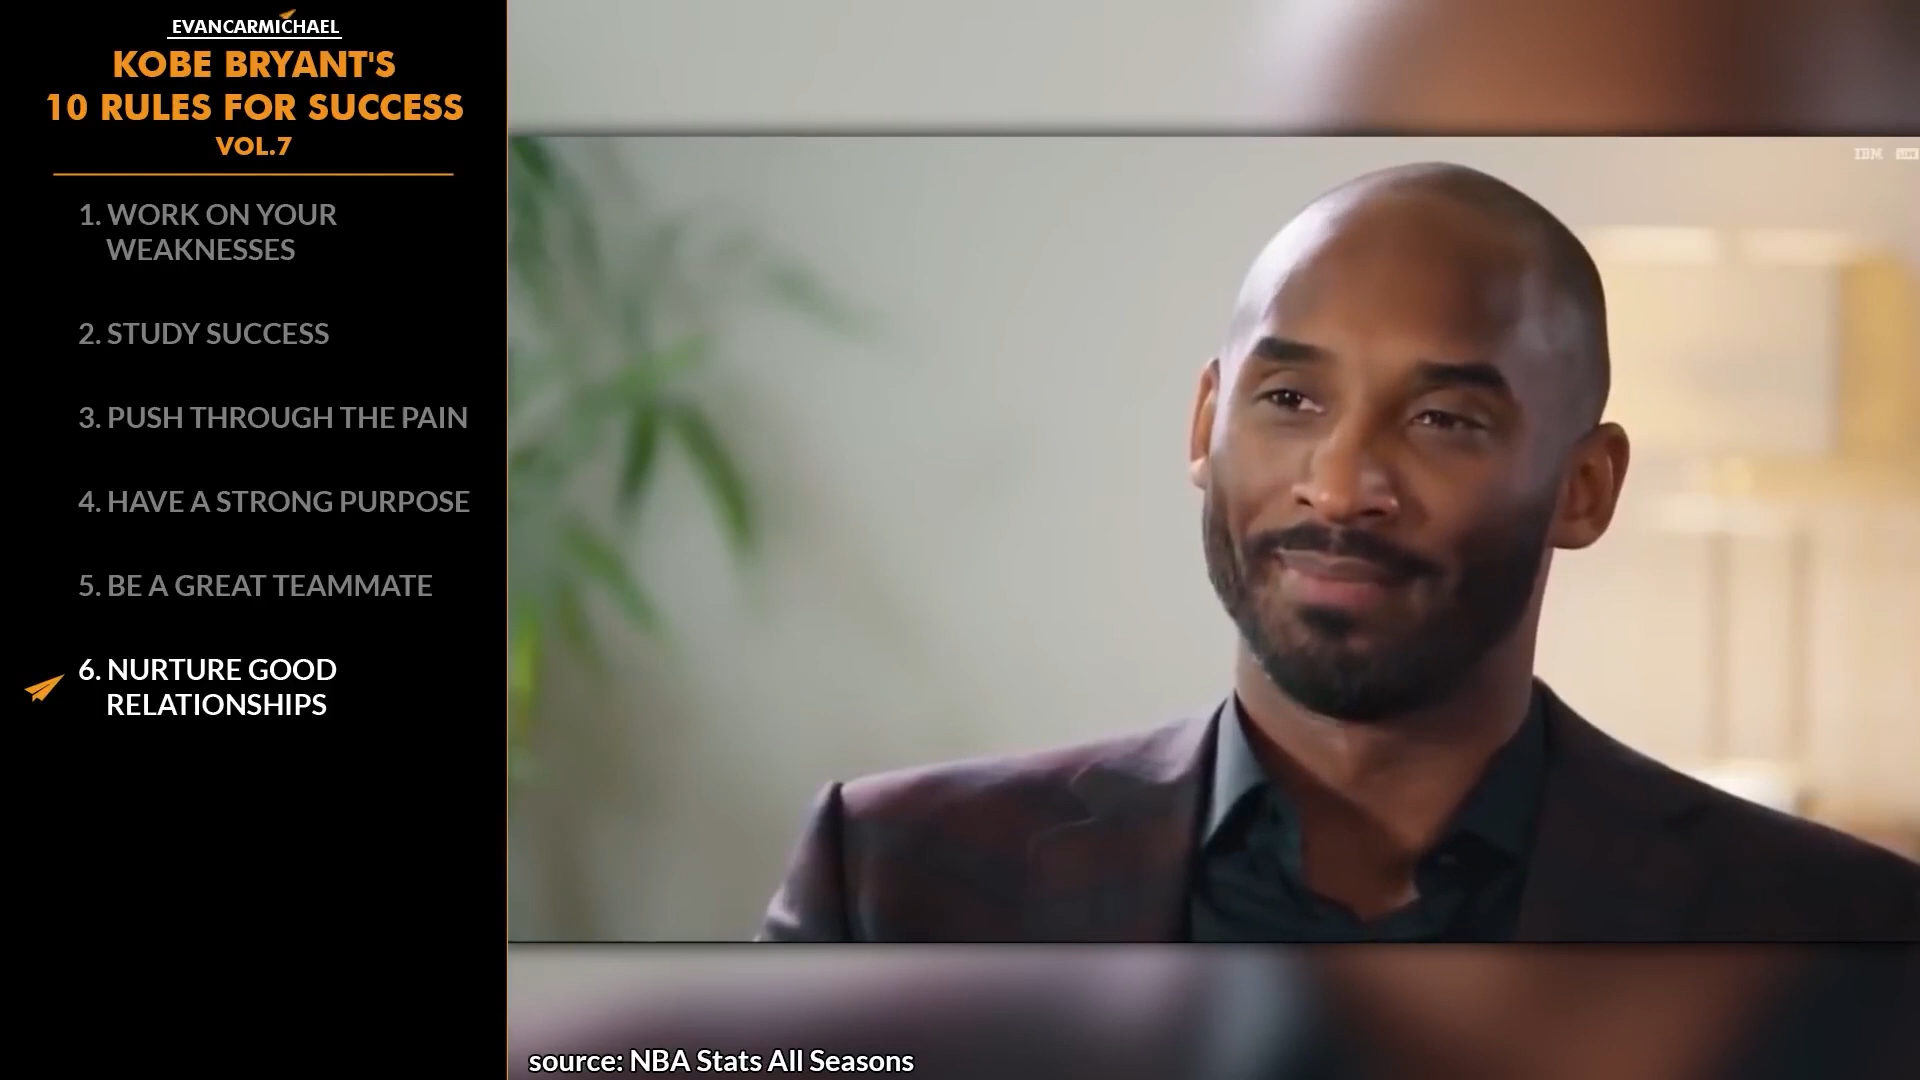 EVANCARMICHAEL
KOBE BRYANT'S
10 RULES FOR SUCCESS
VOL.7
1. WORK ON YOUR
WEAKNESSES
2. STUDY SUCCESS
3. PUSH THROUGH THE PAIN
4. HAVE A STRONG PURPOSE
5. BE A GREAT TEAMMATE
6. NURTURE GOOD
RELATIONSHIPS
IBM
source: NBA Stats All Seasons